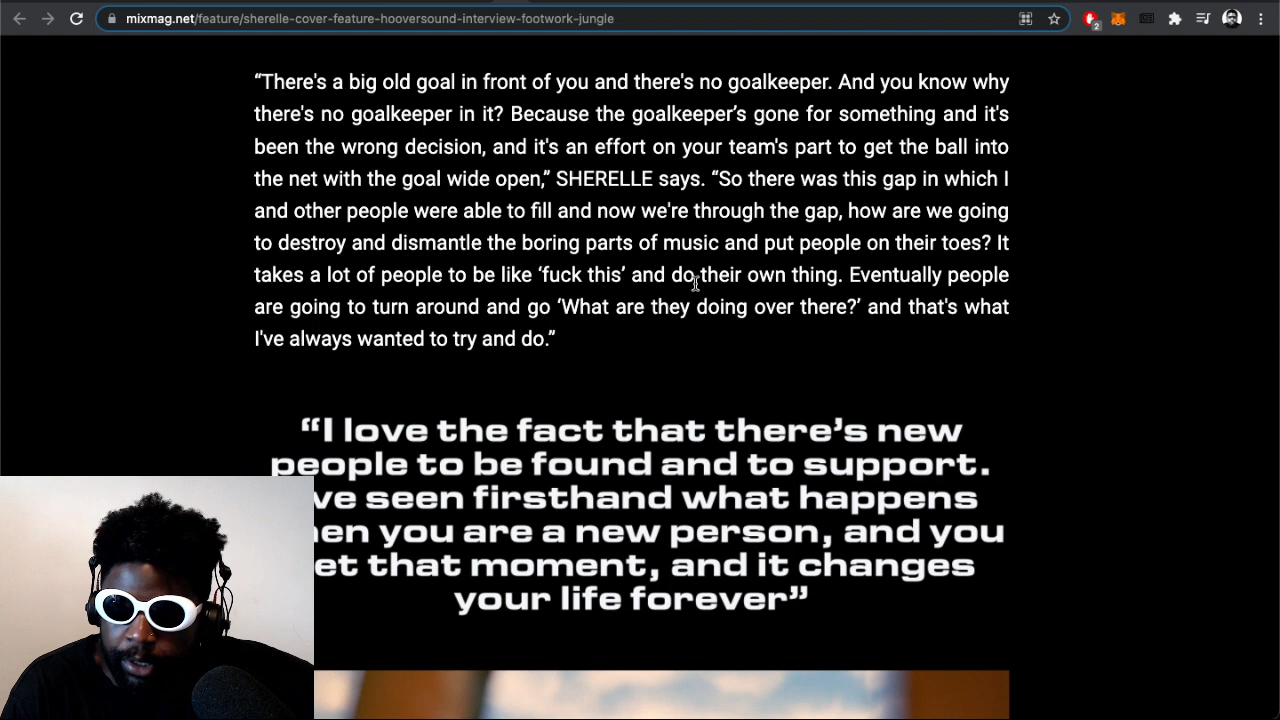 mixmag.net/feature/sherelle-cover-feature-hooversound-interview-footwork-jungle
2
“There's a big old goal in front of you and there's no goalkeeper. And you know why
there's no goalkeeper in it? Because the goalkeeper’s gone for something and it's
been the wrong decision, and it's an effort on your team's part to get the ball into
the net with the goal wide open,” SHERELLE says. “So there was this gap in which I
and other people were able to fill and now we're through the gap, how are we going
to destroy and dismantle the boring parts of music and put people on their toes? It
takes a lot of people to be like ‘fuck this’ and do their own thing. Eventually people
are going to turn around and go ‘What are they doing over there?’ and that's what
I've always wanted to try and do.”
“I love the fact that there’s new
people to be found and to support.
ve seen firsthand what happens
en you are a new person, and you
et that moment, and it changes
your life forever”